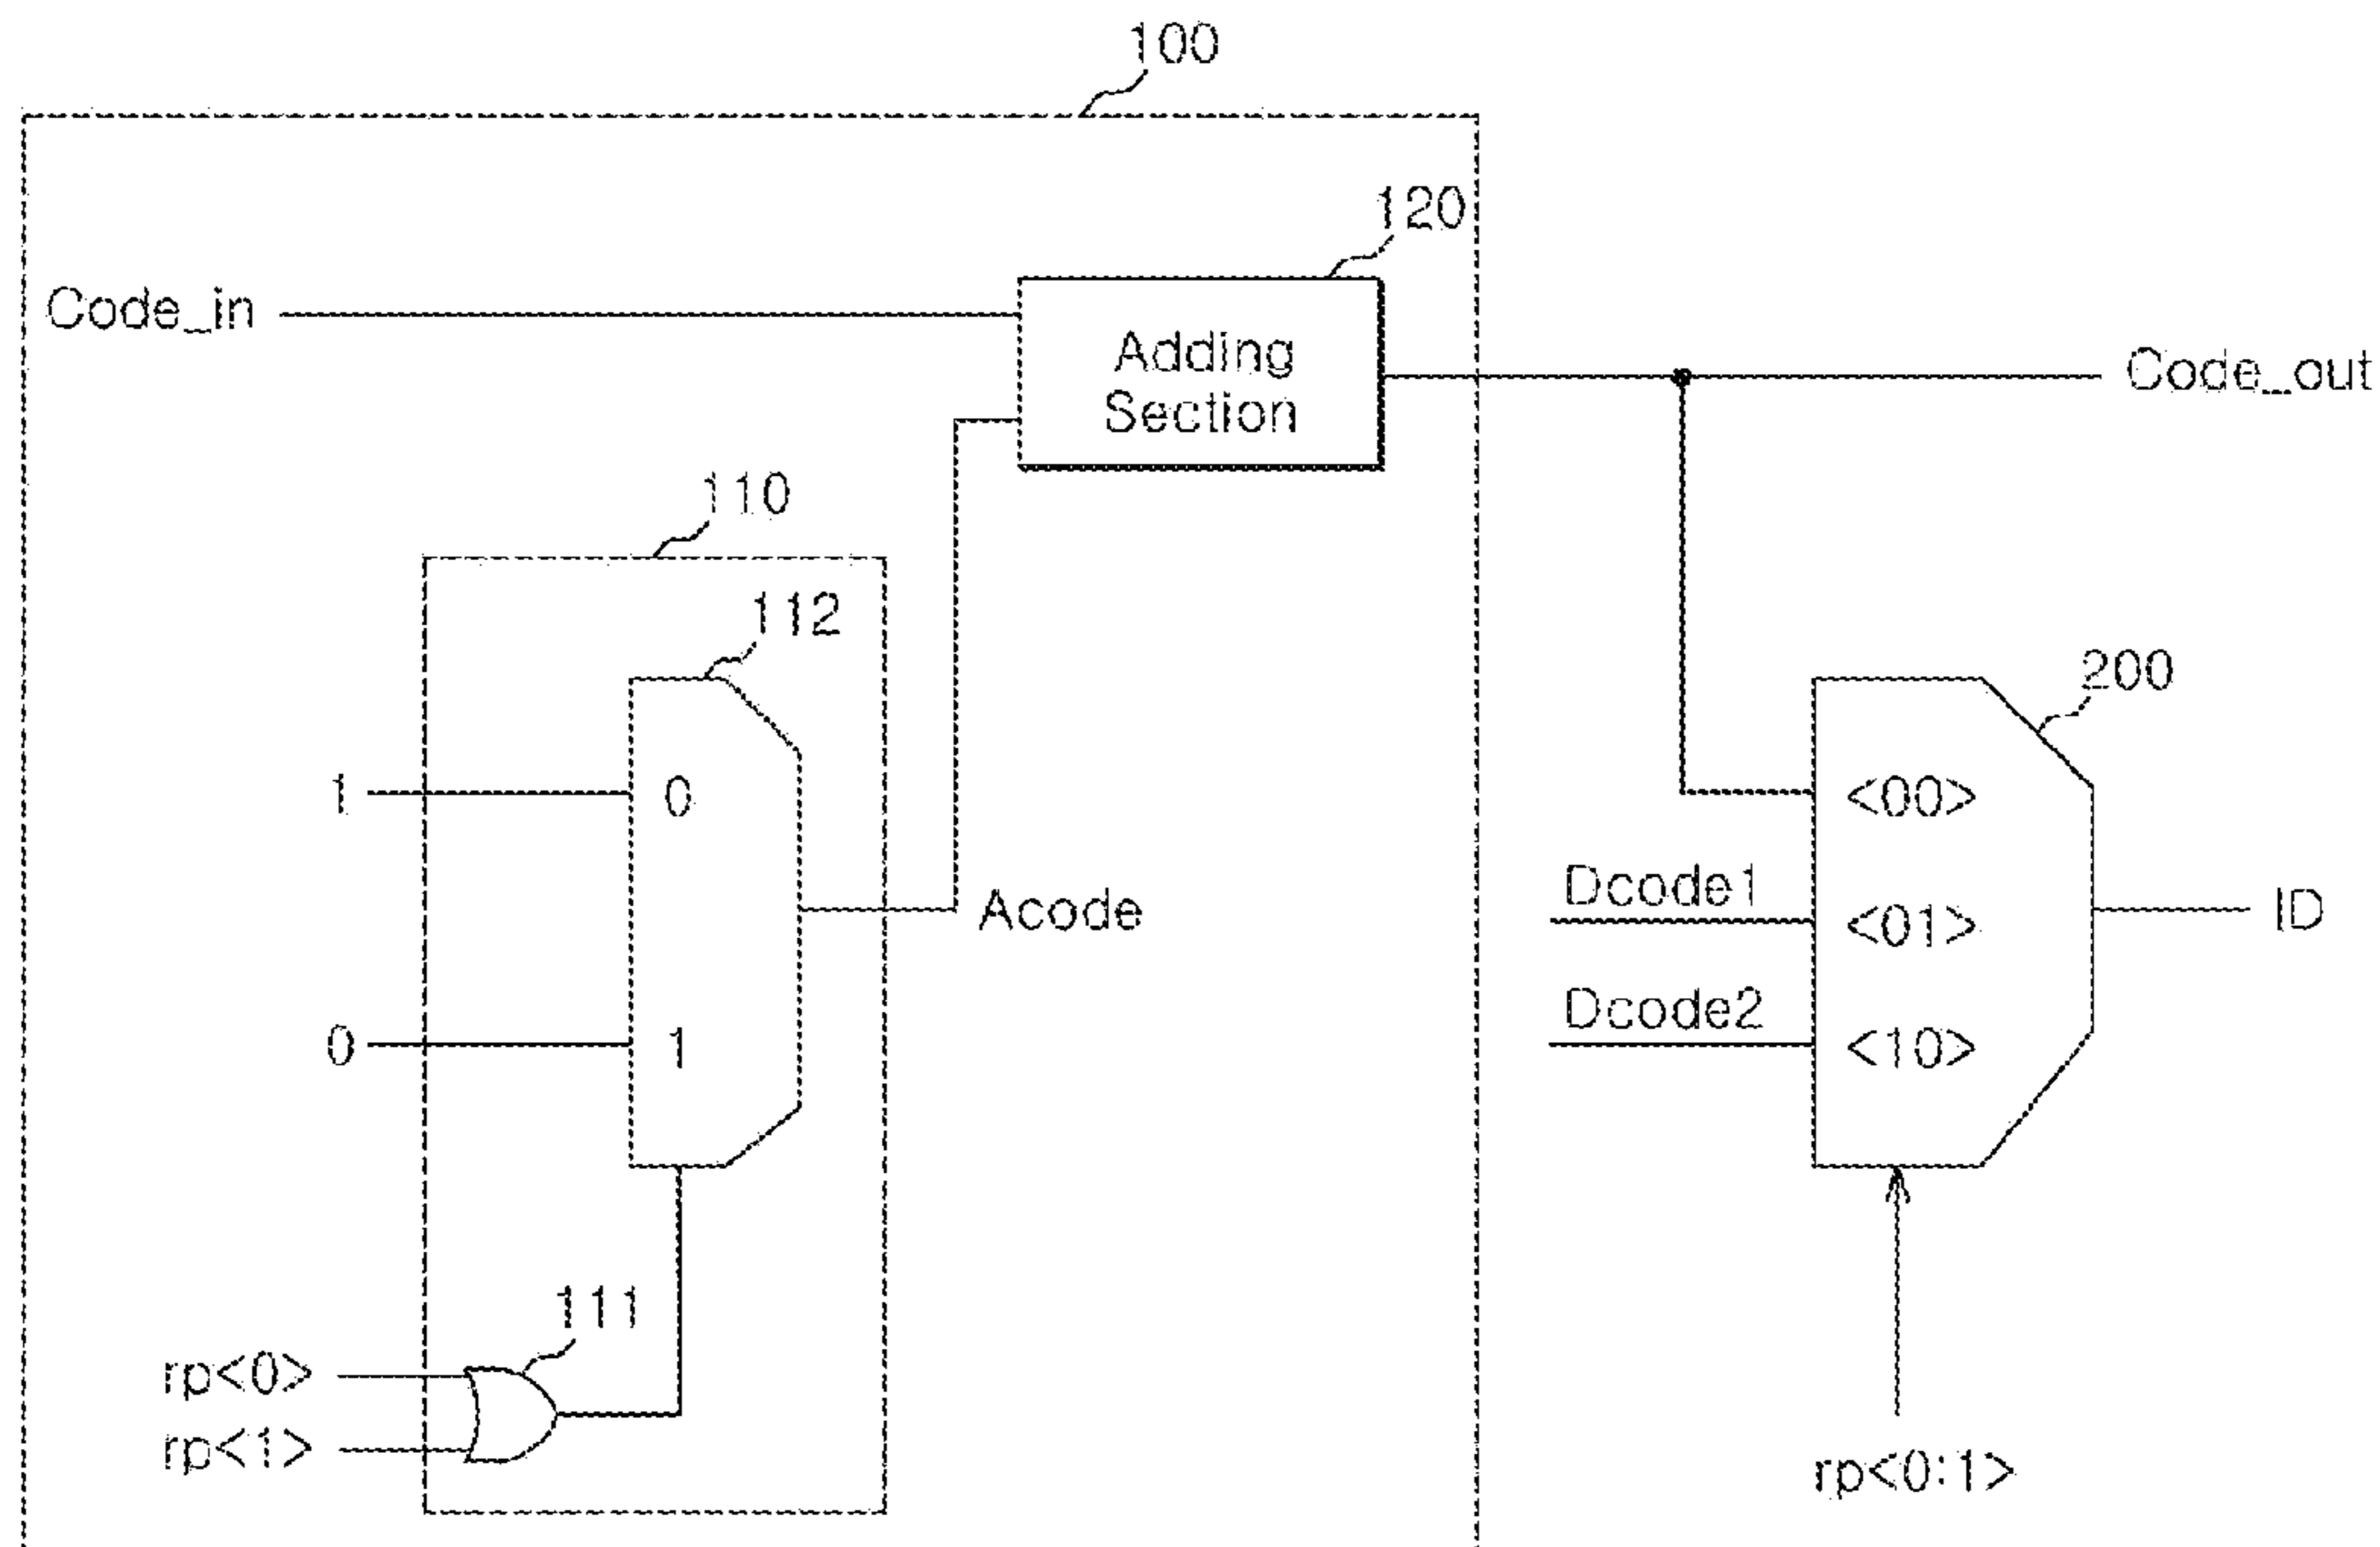 100
120
Code_in
Adding
Section
Code_out
110
112
200
1
0
<00>
Dcode1
<01>
Acode
ID
Dcode2
<10>
0
1
111
rp<0>
rp<1>
rp<0:1>